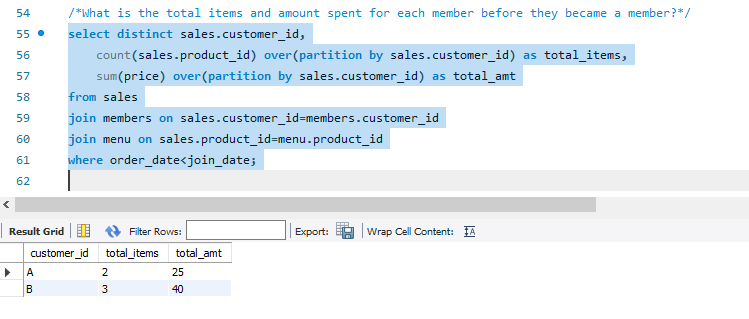 54 /*What is the total items and amount spent for each member before they became a member?*/
55 select distinct sales.customer_id,
56 count(sales.product_id) over(partition by sales.customer_id) as total_items,
57 sum(price) over(partition by sales.customer_id) as total_amt
58 from sales
59 join members on sales.customer_id=members.customer_id
60 join menu on sales.product_id=menu.product_id
61 where order_date<join_date;
62
Result Grid Filter Rows: Export: Wrap Cell Content: IA
customer_id total_items total_amt
A 2 25
B 3 40